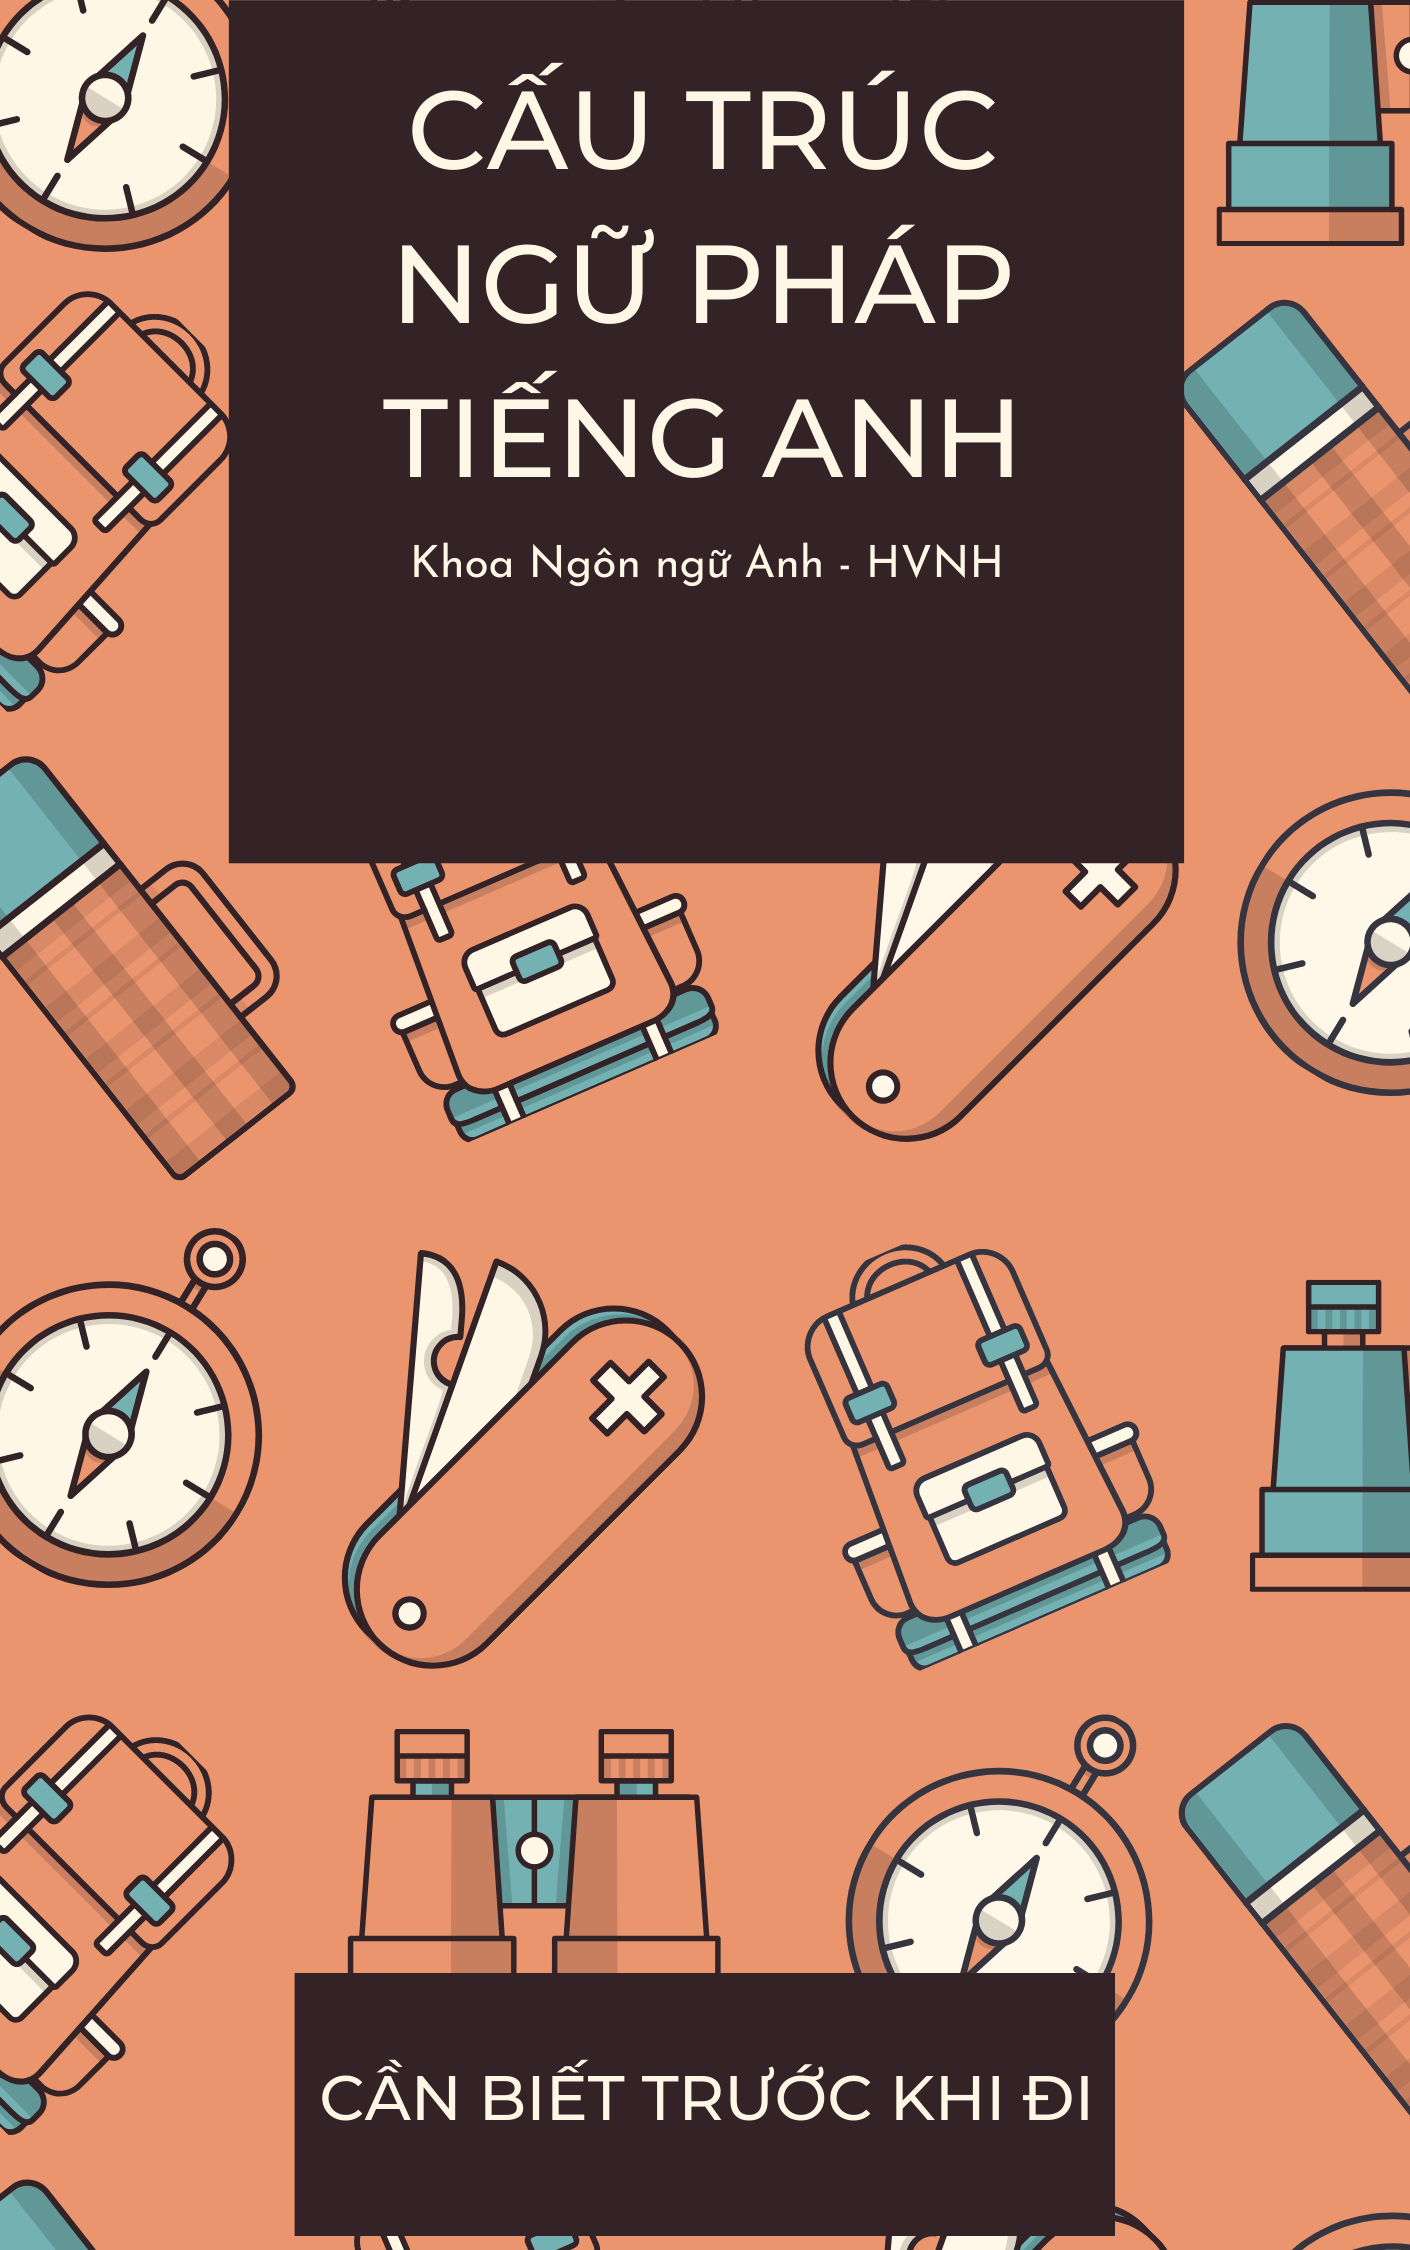 CẤU TRÚC
NGỮ PHÁP
TIẾNG ANH
Khoa Ngôn ngữ Anh - HVNH
CẦN BIẾT TRƯỚC KHI ĐI